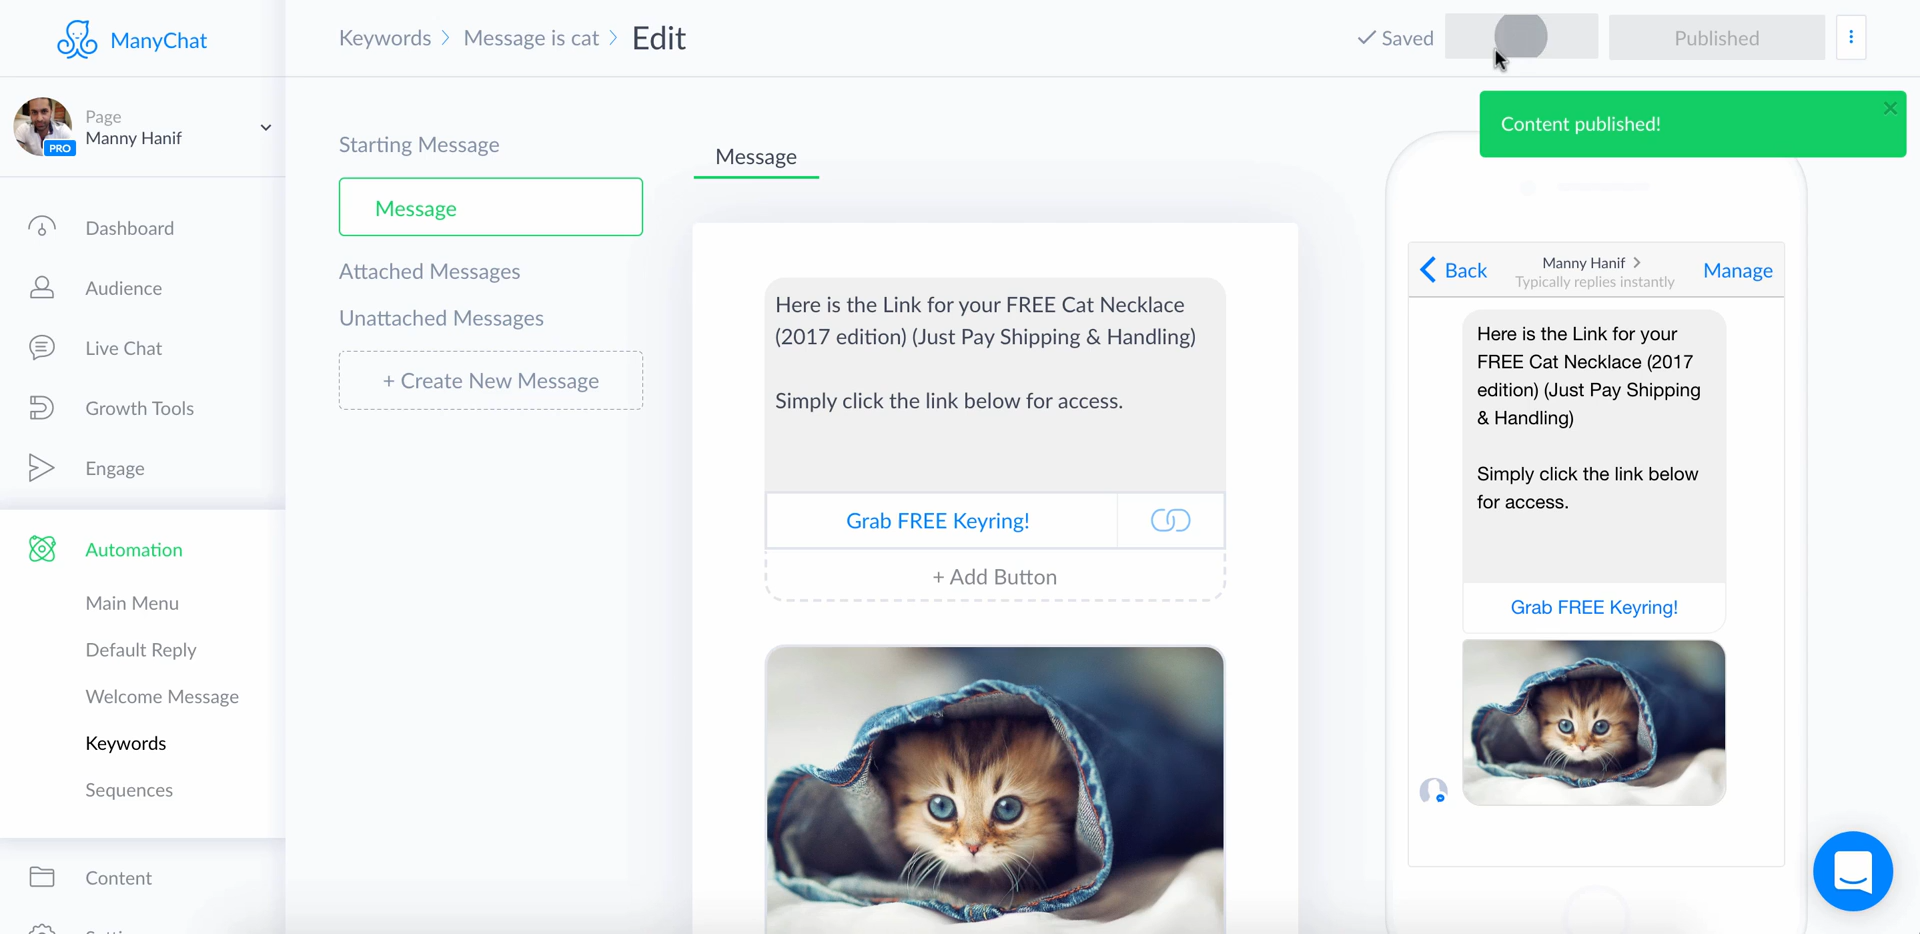 ManyChat
Keywords > Message is cat > Edit
Saved
Published
Page
Manny Hanif
PRO
Content published!
Dashboard
Audience
Live Chat
Growth Tools
Engage
Automation
Main Menu
Default Reply
Welcome Message
Keywords
Sequences
Content
Starting Message
Message
Attached Messages
Unattached Messages
+ Create New Message
Message
Here is the Link for your FREE Cat Necklace
(2017 edition) (Just Pay Shipping & Handling)
Simply click the link below for access.
Grab FREE Keyring!
+ Add Button
Back
Manny Hanif >
Typically replies instantly
Manage
Here is the Link for your
FREE Cat Necklace (2017
edition) (Just Pay Shipping
& Handling)
Simply click the link below
for access.
Grab FREE Keyring!